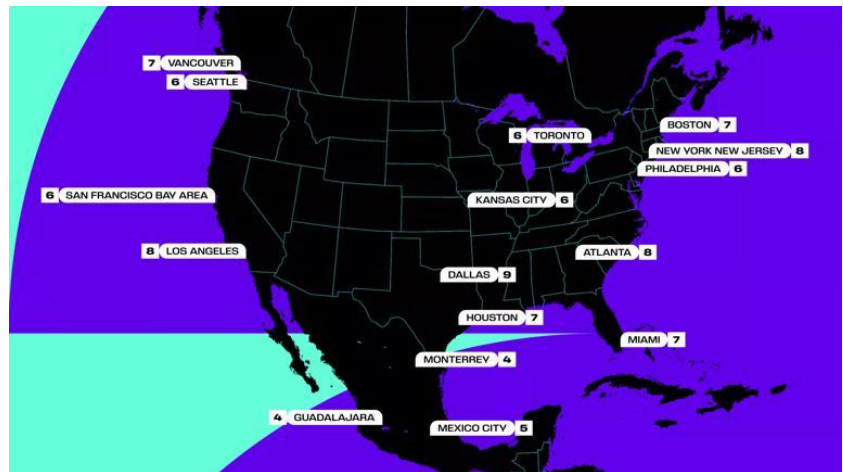 7 VANCOUVER
6 SEATTLE
BOSTON 7
6 TORONTO
NEW YORK NEW JERSEY 8
PHILADELPHIA 6
6 SAN FRANCISCO BAY AREA
KANSAS CITY 6
8 LOS ANGELES
ATLANTA 8
DALLAS 9
HOUSTON 7
MIAMI 7
MONTERREY 4
4 GUADALAJARA
MEXICO CITY 5